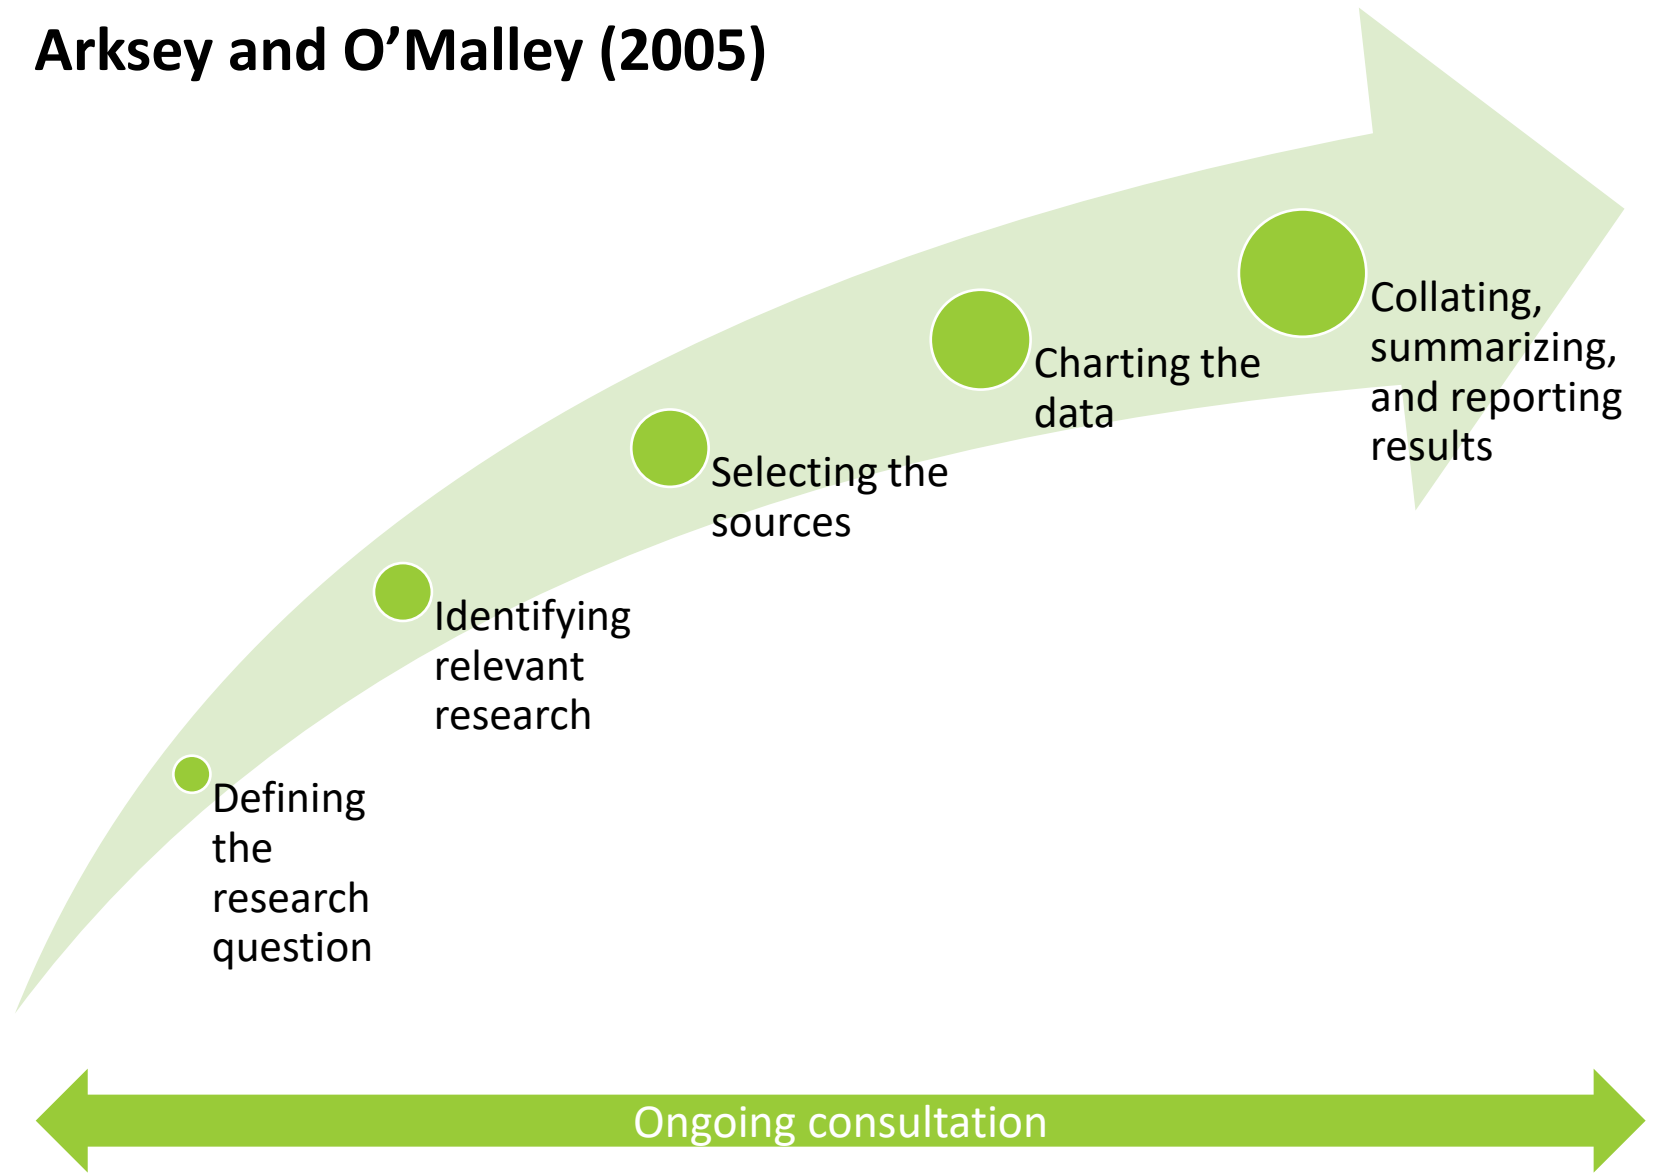 Arksey and O’Malley (2005)
Defining
the
research
question
Identifying
relevant
research
Selecting the
sources
Charting the
data
Collating,
summarizing,
and reporting
results
Ongoing consultation